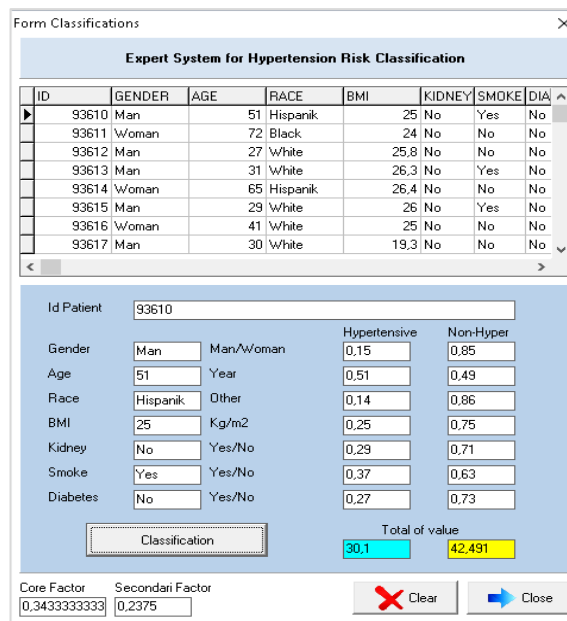 Form Classifications
Expert System for Hypertension Risk Classification
ID GENDER AGE RACE BMI KIDNEY SMOKE DIA
93610 Man 51 Hispanik 25 No Yes No
93611 Woman 72 Black 24 No No No
93612 Man 27 White 25,8 No No No
93613 Man 31 White 26,3 No Yes No
93614 Woman 65 Hispanik 26,4 No No No
93615 Man 29 White 26 No Yes No
93616 Woman 41 White 25 No No No
93617 Man 30 White 19,3 No No No
Id Patient 93610
Hypertensive Non-Hyper
Gender Man Man/Woman 0,15 0,85
Age 51 Year 0,51 0,49
Race Hispanik Other 0,14 0,86
BMI 25 Kg/m2 0,25 0,75
Kidney No Yes/No 0,29 0,71
Smoke Yes Yes/No 0,37 0,63
Diabetes No Yes/No 0,27 0,73
Classification Total of value
30,1 42,491
Core Factor Secondari Factor
0,3433333333 0,2375 Clear Close